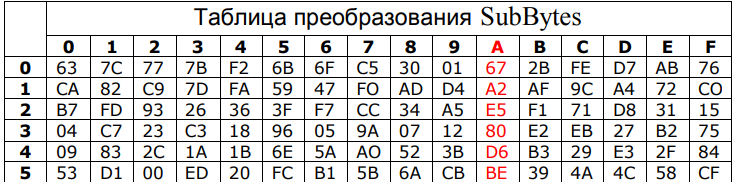 Таблица преобразования SubBytes
0 1 2 3 4 5 6 7 8 9 A B C D E F
0 63 7C 77 7B F2 6B 6F C5 30 01 67 2B FE D7 AB 76
1 CA 82 C9 7D FA 59 47 FO AD D4 A2 AF 9C A4 72 CO
2 B7 FD 93 26 36 3F F7 CC 34 A5 E5 F1 71 D8 31 15
3 04 C7 23 C3 18 96 05 9A 07 12 80 E2 EB 27 B2 75
4 09 83 2C 1A 1B 6E 5A AO 52 3B D6 B3 29 E3 2F 84
5 53 D1 00 ED 20 FC B1 5B 6A CB BE 39 4A 4C 58 CF